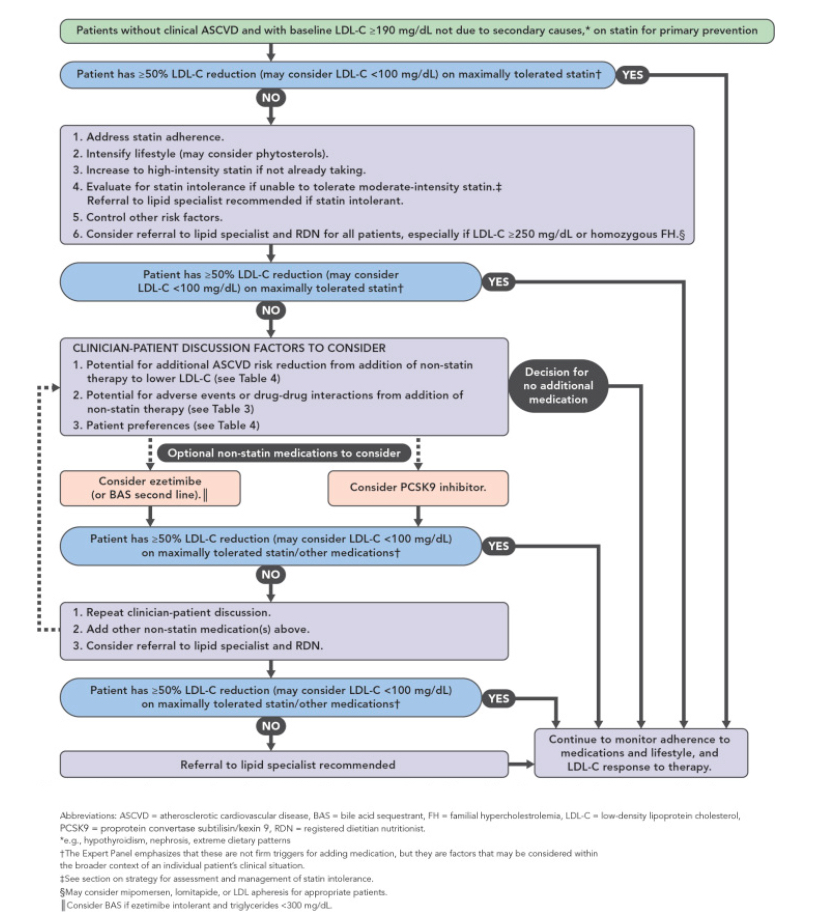 Patients without clinical ASCVD and with baseline LDL-C ≥190 mg/dL not due to secondary causes,* on statin for primary prevention
Patient has ≥50% LDL-C reduction (may consider LDL-C <100 mg/dL) on maximally tolerated statin†
YES
NO
1. Address statin adherence.
2. Intensify lifestyle (may consider phytosterols).
3. Increase to high-intensity statin if not already taking.
4. Evaluate for statin intolerance if unable to tolerate moderate-intensity statin.‡
Referral to lipid specialist recommended if statin intolerant.
5. Control other risk factors.
6. Consider referral to lipid specialist and RDN for all patients, especially if LDL-C ≥250 mg/dL or homozygous FH.§
Patient has ≥50% LDL-C reduction (may consider
LDL-C <100 mg/dL) on maximally tolerated statin†
YES
NO
CLINICIAN-PATIENT DISCUSSION FACTORS TO CONSIDER
1. Potential for additional ASCVD risk reduction from addition of non-statin
therapy to lower LDL-C (see Table 4)
2. Potential for adverse events or drug-drug interactions from addition of
non-statin therapy (see Table 3)
3. Patient preferences (see Table 4)
Decision for
no additional
medication
Optional non-statin medications to consider
Consider ezetimibe
(or BAS second line).‖
Consider PCSK9 inhibitor.
Patient has ≥50% LDL-C reduction (may consider LDL-C <100 mg/dL)
on maximally tolerated statin/other medications†
YES
NO
1. Repeat clinician-patient discussion.
2. Add other non-statin medication(s) above.
3. Consider referral to lipid specialist and RDN.
Patient has ≥50% LDL-C reduction (may consider LDL-C <100 mg/dL)
on maximally tolerated statin/other medications†
YES
NO
Referral to lipid specialist recommended
Continue to monitor adherence to
medications and lifestyle, and
LDL-C response to therapy.
Abbreviations: ASCVD = atherosclerotic cardiovascular disease, BAS = bile acid sequestrant, FH = familial hypercholestrolemia, LDL-C = low-density lipoprotein cholesterol,
PCSK9 = proprotein convertase subtilisin/kexin 9, RDN = registered dietitian nutritionist.
*e.g., hypothyroidism, nephrosis, extreme dietary patterns
†The Expert Panel emphasizes that these are not firm triggers for adding medication, but they are factors that may be considered within
the broader context of an individual patient's clinical situation.
‡See section on strategy for assessment and management of statin intolerance.
§May consider mipomersen, lomitapide, or LDL apheresis for appropriate patients.
‖Consider BAS if ezetimibe intolerant and triglycerides <300 mg/dL.